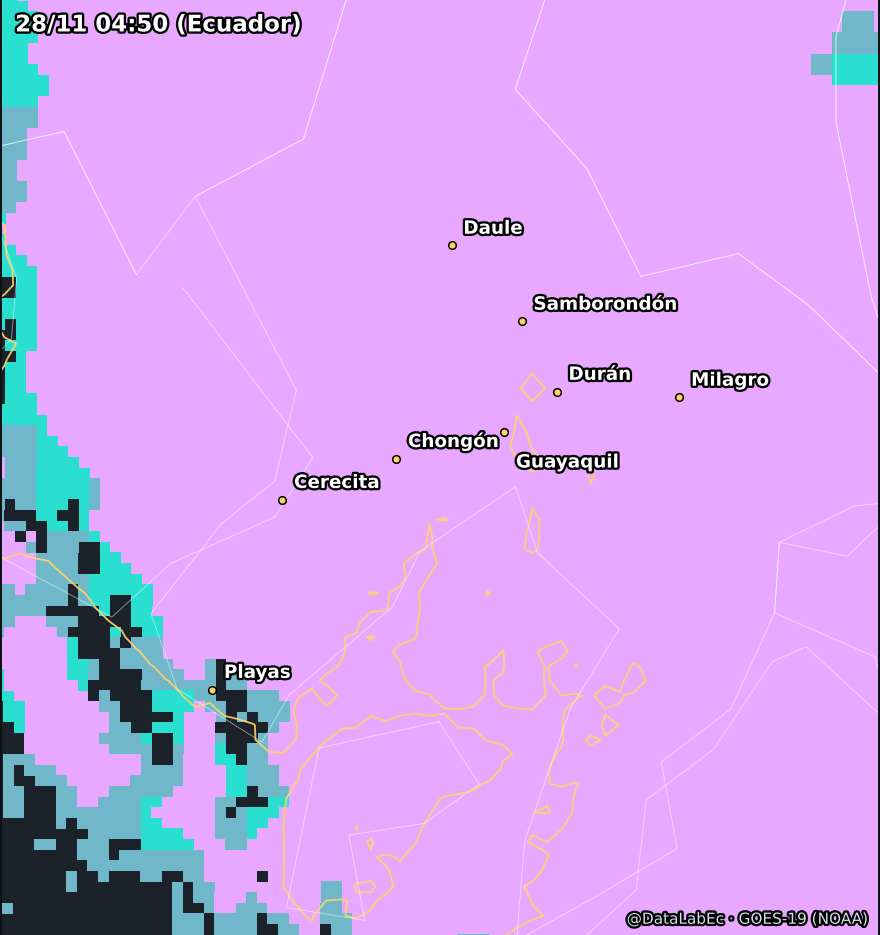 28/11 04:50 (Ecuador)
Daule
Samborondón
Durán
Milagro
Chongón
Guayaquil
Cerecita
Playas
@DataLabEc · GOES-19 (NOAA)